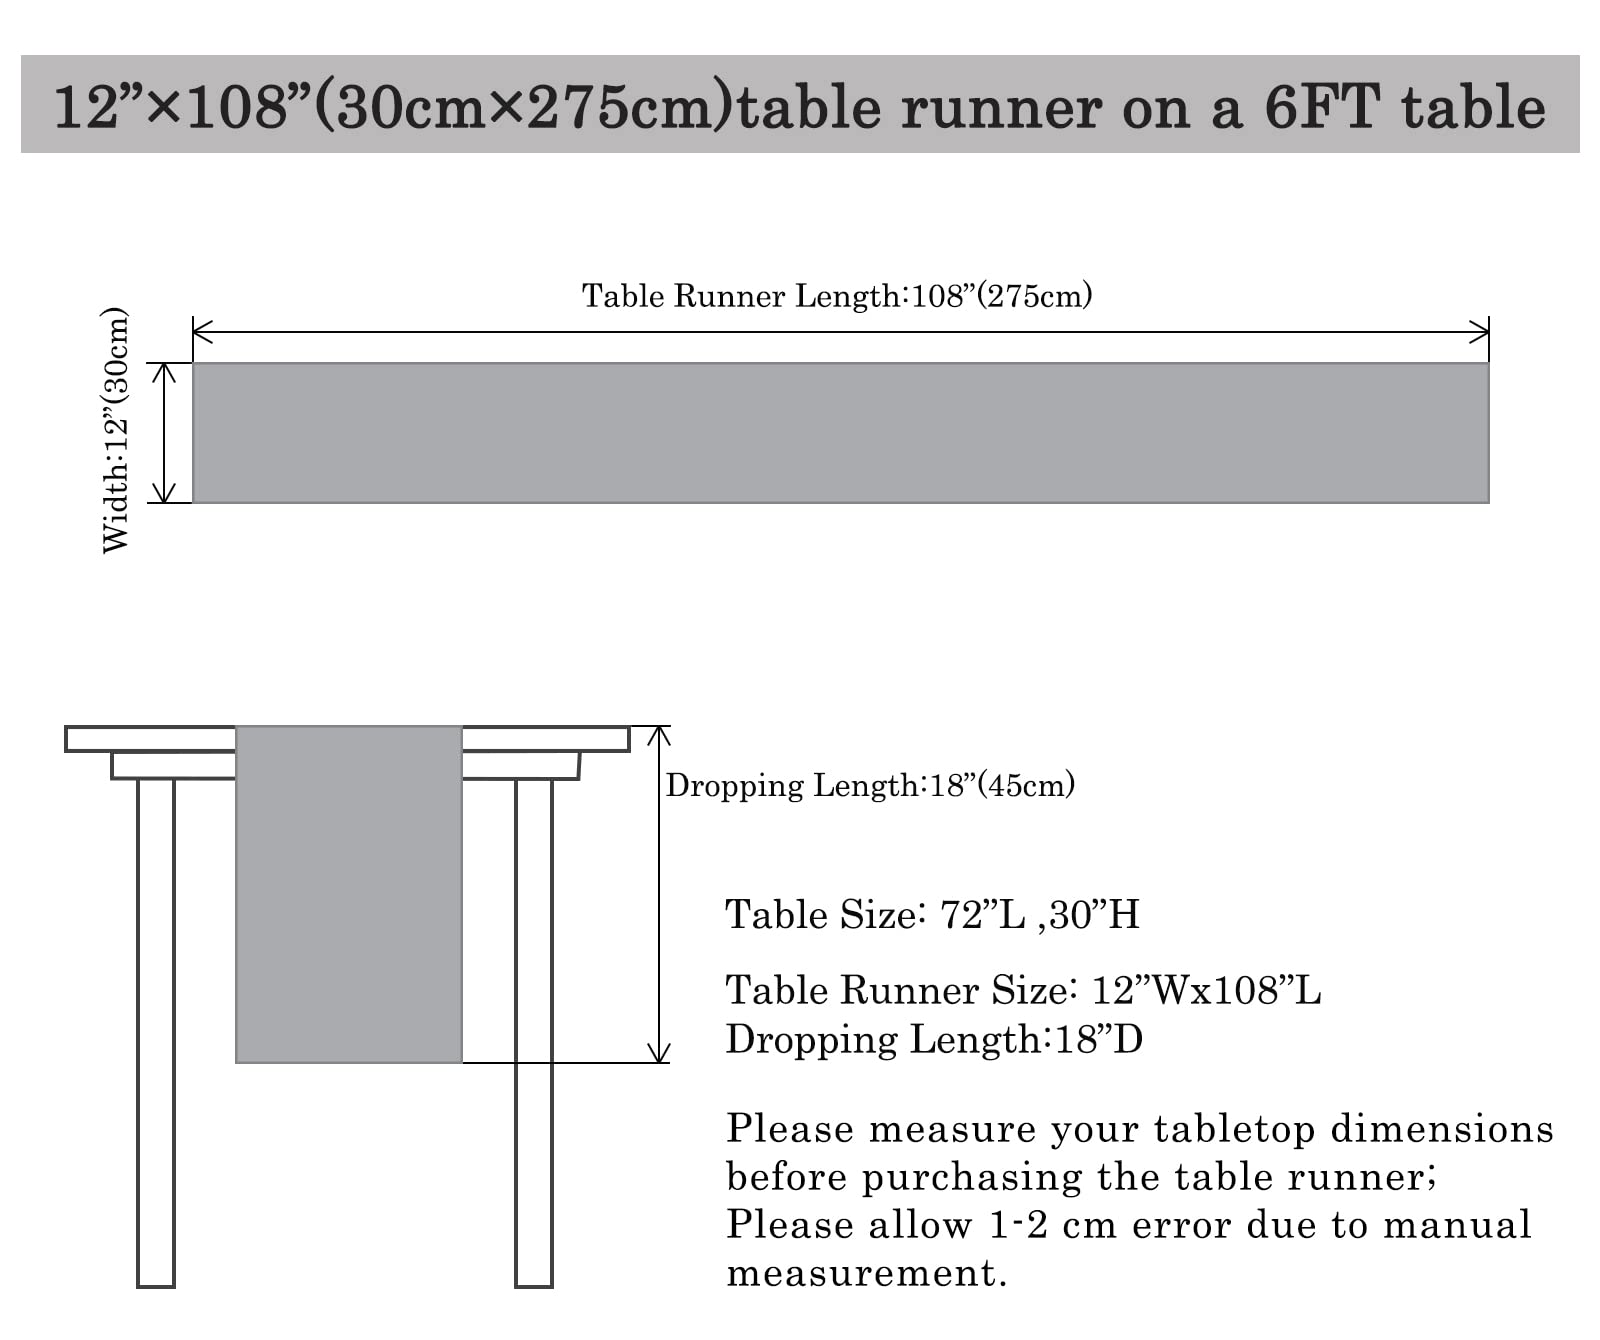 12”×108”(30cm×275cm)table runner on a 6FT table
Table Runner Length:108”(275cm)
Width:12”(30cm)
Dropping Length:18”(45cm)
Table Size: 72”L ,30”H
Table Runner Size: 12”Wx108”L
Dropping Length:18”D
Please measure your tabletop dimensions
before purchasing the table runner;
Please allow 1-2 cm error due to manual
measurement.